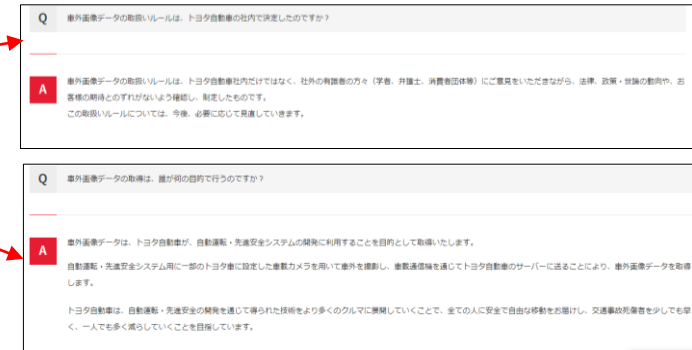 Q 車外画像データの取扱いルールは、トヨタ自動車の社内で決定したのですか？
A 車外画像データの取扱いルールは、トヨタ自動車社内だけではなく、社外の有識者の方々（学者、弁護士、消費者団体等）にご意見をいただきながら、法律、政策・世論の動向や、お
客様の期待とのずれがないよう確認し、制定したものです。
この取扱いルールについては、今後、必要に応じて見直していきます。
Q 車外画像データの取得は、誰が何の目的で行うのですか？
A 車外画像データは、トヨタ自動車が、自動運転・先進安全システムの開発に利用することを目的として取得いたします。
自動運転・先進安全システム用に一部のトヨタ車に設定した車載カメラを用いて車外を撮影し、車載通信機を通じてトヨタ自動車のサーバーに送ることにより、車外画像データを取得
します。
トヨタ自動車は、自動運転・先進安全の開発を通じて得られた技術をより多くのクルマに展開していくことで、全ての人に安全で自由な移動をお届けし、交通事故死傷者を少しでも早
く、一人でも多く減らしていくことを目指しています。